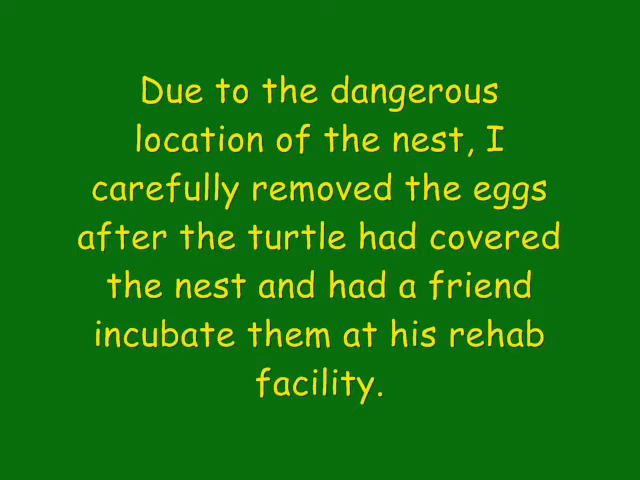 Due to the dangerous
location of the nest, I
carefully removed the eggs
after the turtle had covered
the nest and had a friend
incubate them at his rehab
facility.